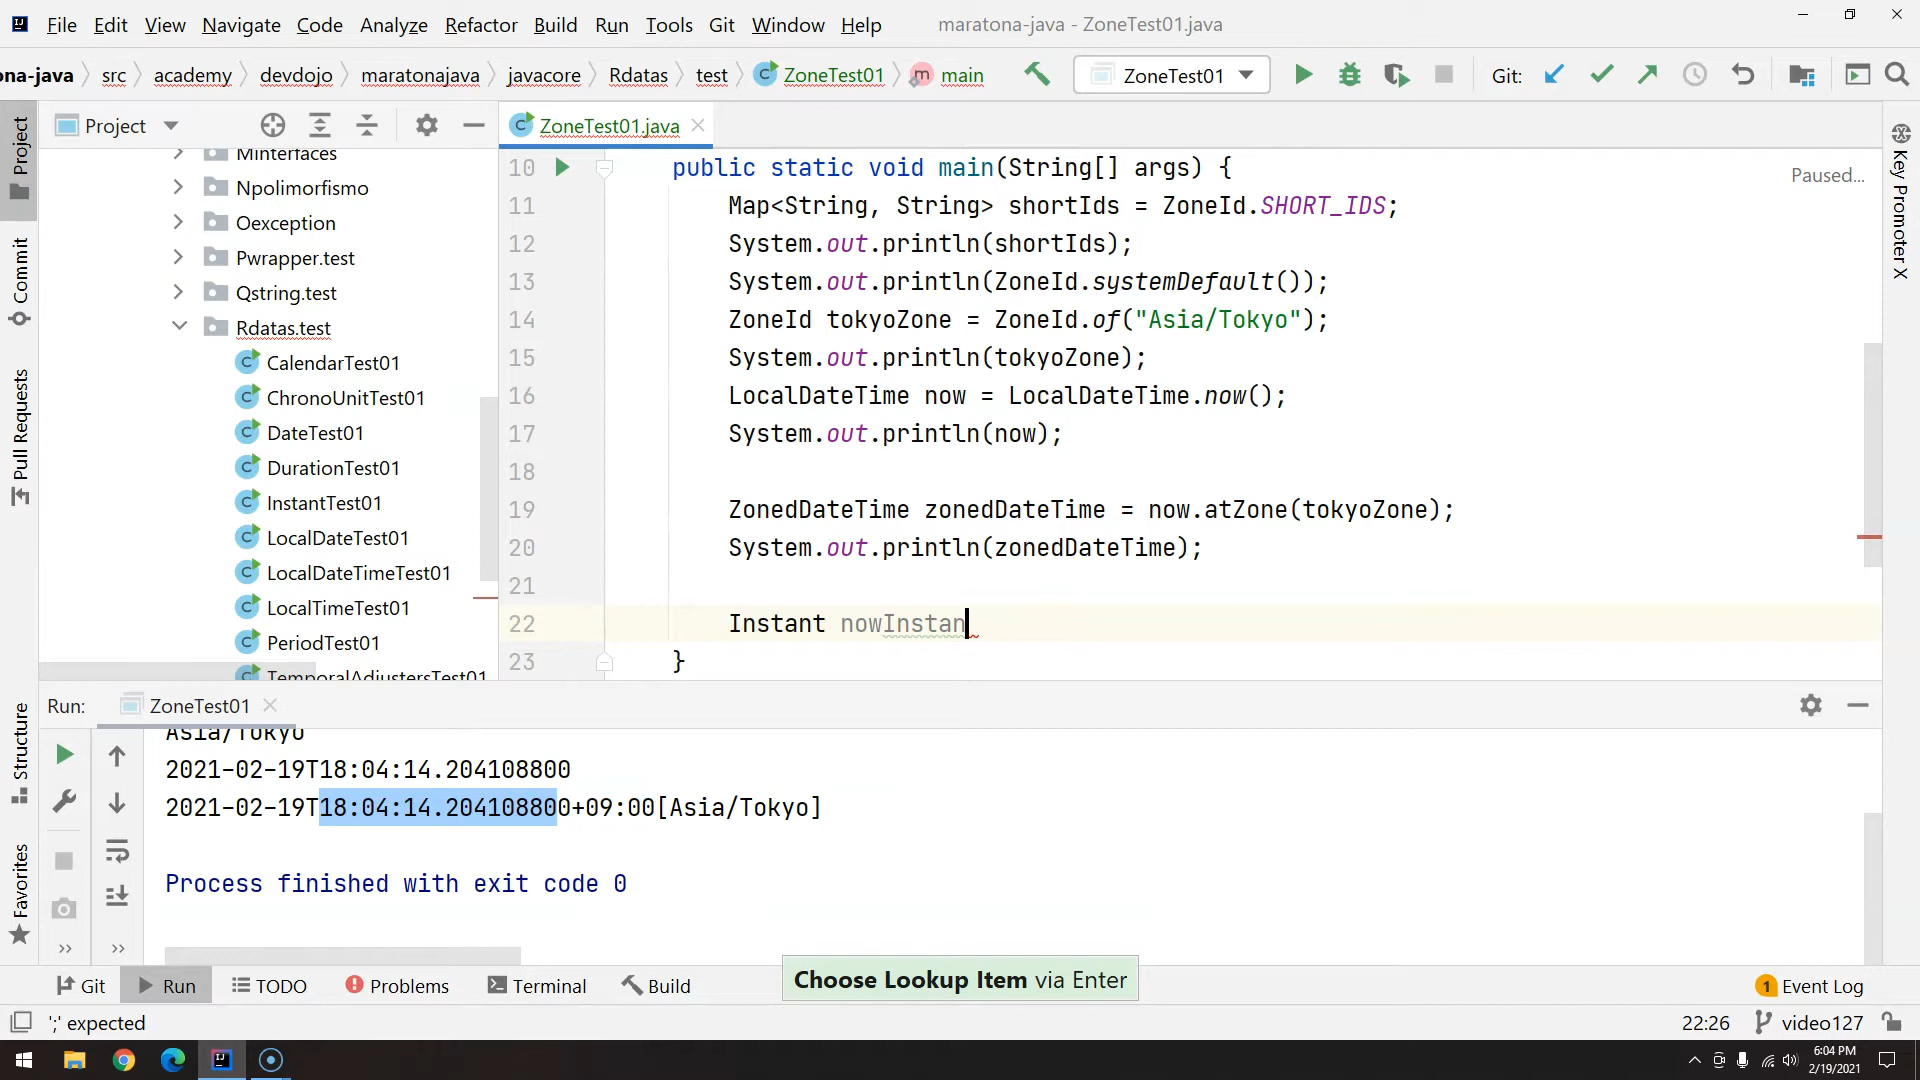 File Edit View Navigate Code Analyze Refactor Build Run Tools Git Window Help maratona-java - ZoneTest01.java
ona-java src academy devdojo maratonajava javacore Rdatas test ZoneTest01 main ZoneTest01 Git:
Project ZoneTest01.java
Minterfaces
Npolimorfismo
Oexception
Pwrapper.test
Qstring.test
Rdatas.test
CalendarTest01
ChronoUnitTest01
DateTest01
DurationTest01
InstantTest01
LocalDateTest01
LocalDateTimeTest01
LocalTimeTest01
PeriodTest01
TemporalAdjustersTest01
10 public static void main(String[] args) {
11 Map<String, String> shortIds = ZoneId.SHORT_IDS;
12 System.out.println(shortIds);
13 System.out.println(ZoneId.systemDefault());
14 ZoneId tokyoZone = ZoneId.of("Asia/Tokyo");
15 System.out.println(tokyoZone);
16 LocalDateTime now = LocalDateTime.now();
17 System.out.println(now);
18
19 ZonedDateTime zonedDateTime = now.atZone(tokyoZone);
20 System.out.println(zonedDateTime);
21
22 Instant nowInstan
23 }
Paused...
Project
Commit
Pull Requests
Structure
Favorites
Key Promoter X
Run: ZoneTest01
Asia/Tokyo
2021-02-19T18:04:14.204108800
2021-02-19T18:04:14.204108800+09:00[Asia/Tokyo]
Process finished with exit code 0
Choose Lookup Item via Enter
Git Run TODO Problems Terminal Build 1 Event Log
';' expected 22:26 video127
6:04 PM
2/19/2021